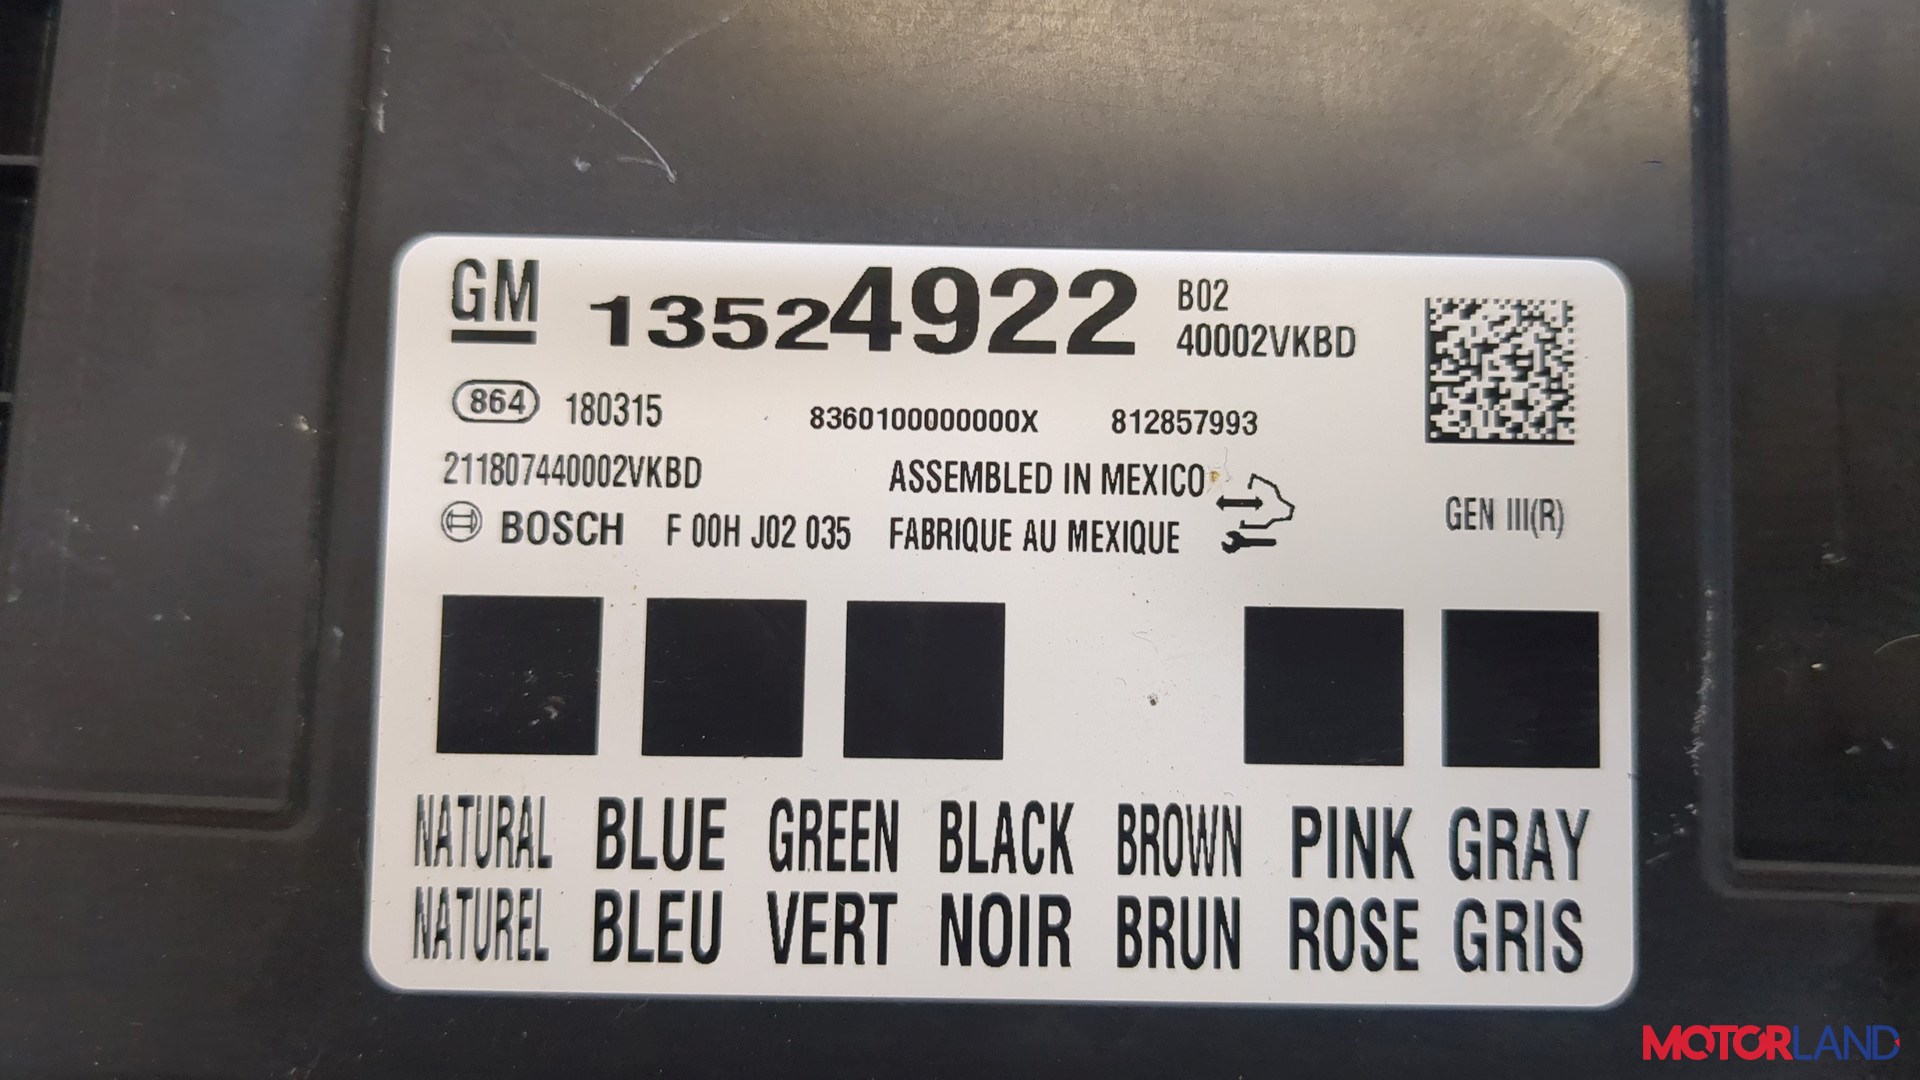 GM 13524922 B02
40002VKBD
864 180315 8360100000000X 812857993
211807440002VKBD ASSEMBLED IN MEXICO
BOSCH F 00H J02 035 FABRIQUE AU MEXIQUE GEN III(R)
NATURAL BLUE GREEN BLACK BROWN PINK GRAY
NATUREL BLEU VERT NOIR BRUN ROSE GRIS
MOTORLAND